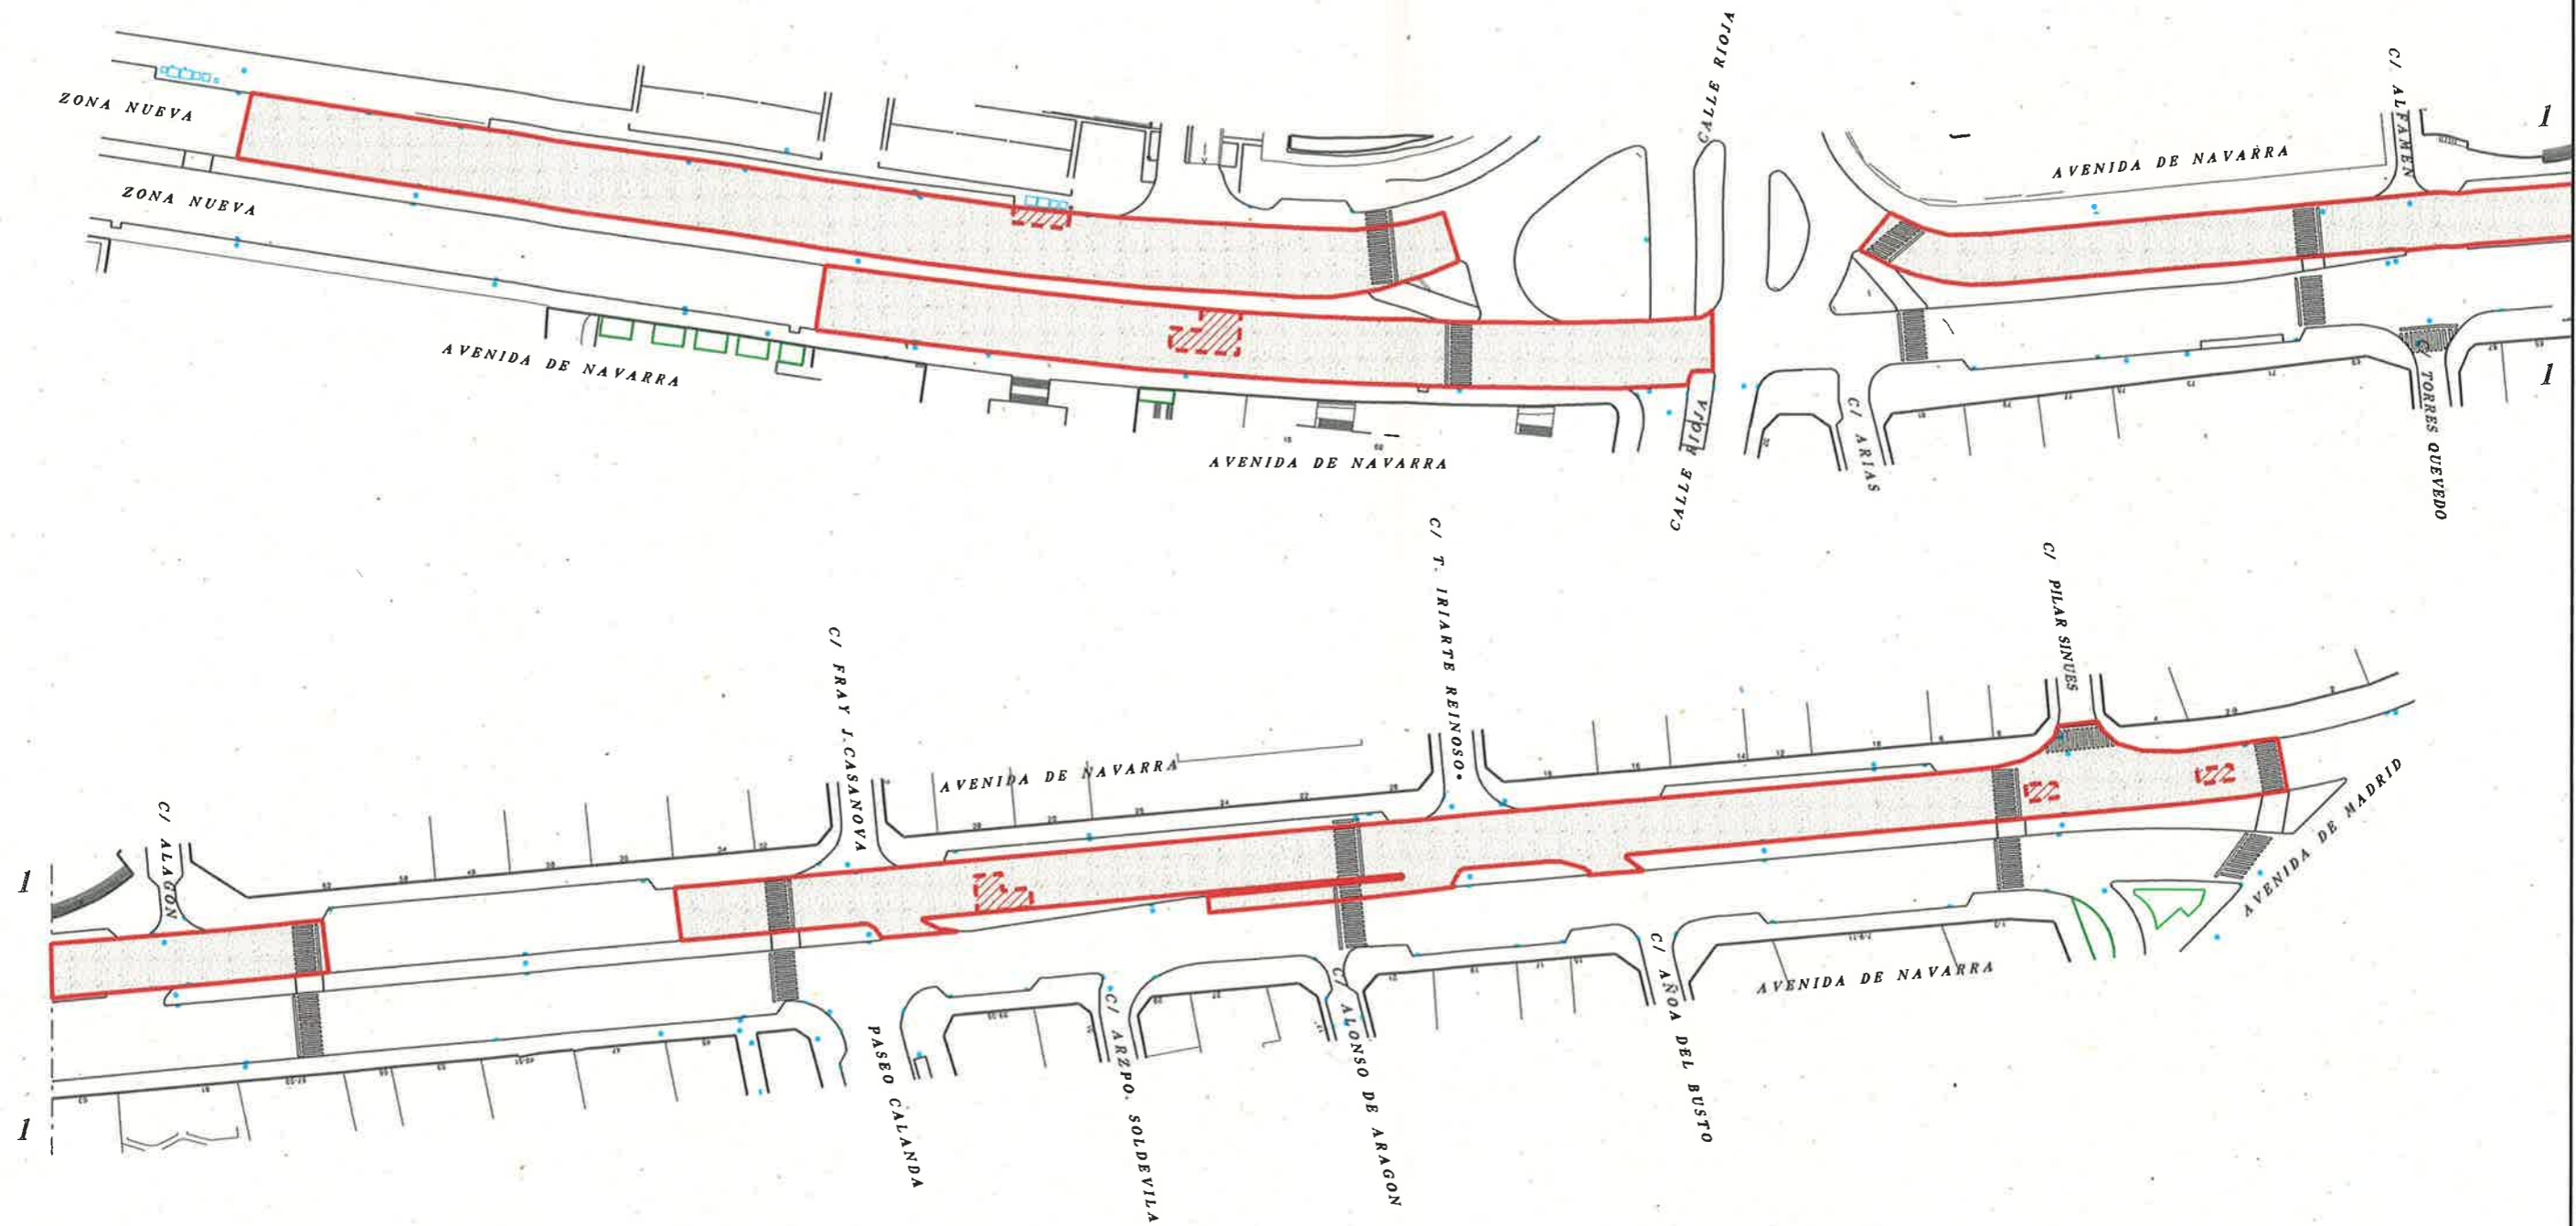 CALLE RIOJA
C/ ALFAMEN
ZONA NUEVA
1
AVENIDA DE NAVARRA
ZONA NUEVA
AVENIDA DE NAVARRA
1
CALLE RIOJA
C/ ARIAS
C/ TORRES QUEVEDO
AVENIDA DE NAVARRA
C/ T. IRIARTE REINOSO
C/ PILAR SINUES
C/ FRAY J. CASANOVA
AVENIDA DE NAVARRA
C/ ALAGÓN
AVENIDA DE MADRID
1
C/ AÑOA DEL BUSTO
AVENIDA DE NAVARRA
C/ ALONSO DE ARAGON
C/ ARZPO. SOLDEVILA
PASEO CALANDA
1